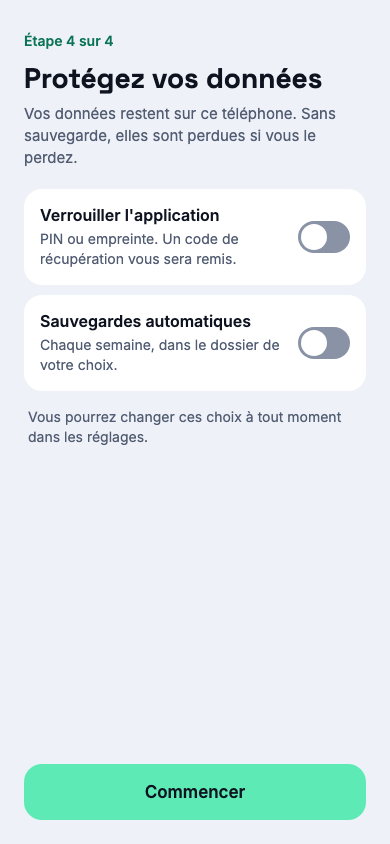 Étape 4 sur 4
Protégez vos données
Vos données restent sur ce téléphone. Sans
sauvegarde, elles sont perdues si vous le
perdez.
Verrouiller l'application
PIN ou empreinte. Un code de
récupération vous sera remis.
Sauvegardes automatiques
Chaque semaine, dans le dossier de
votre choix.
Vous pourrez changer ces choix à tout moment
dans les réglages.
Commencer